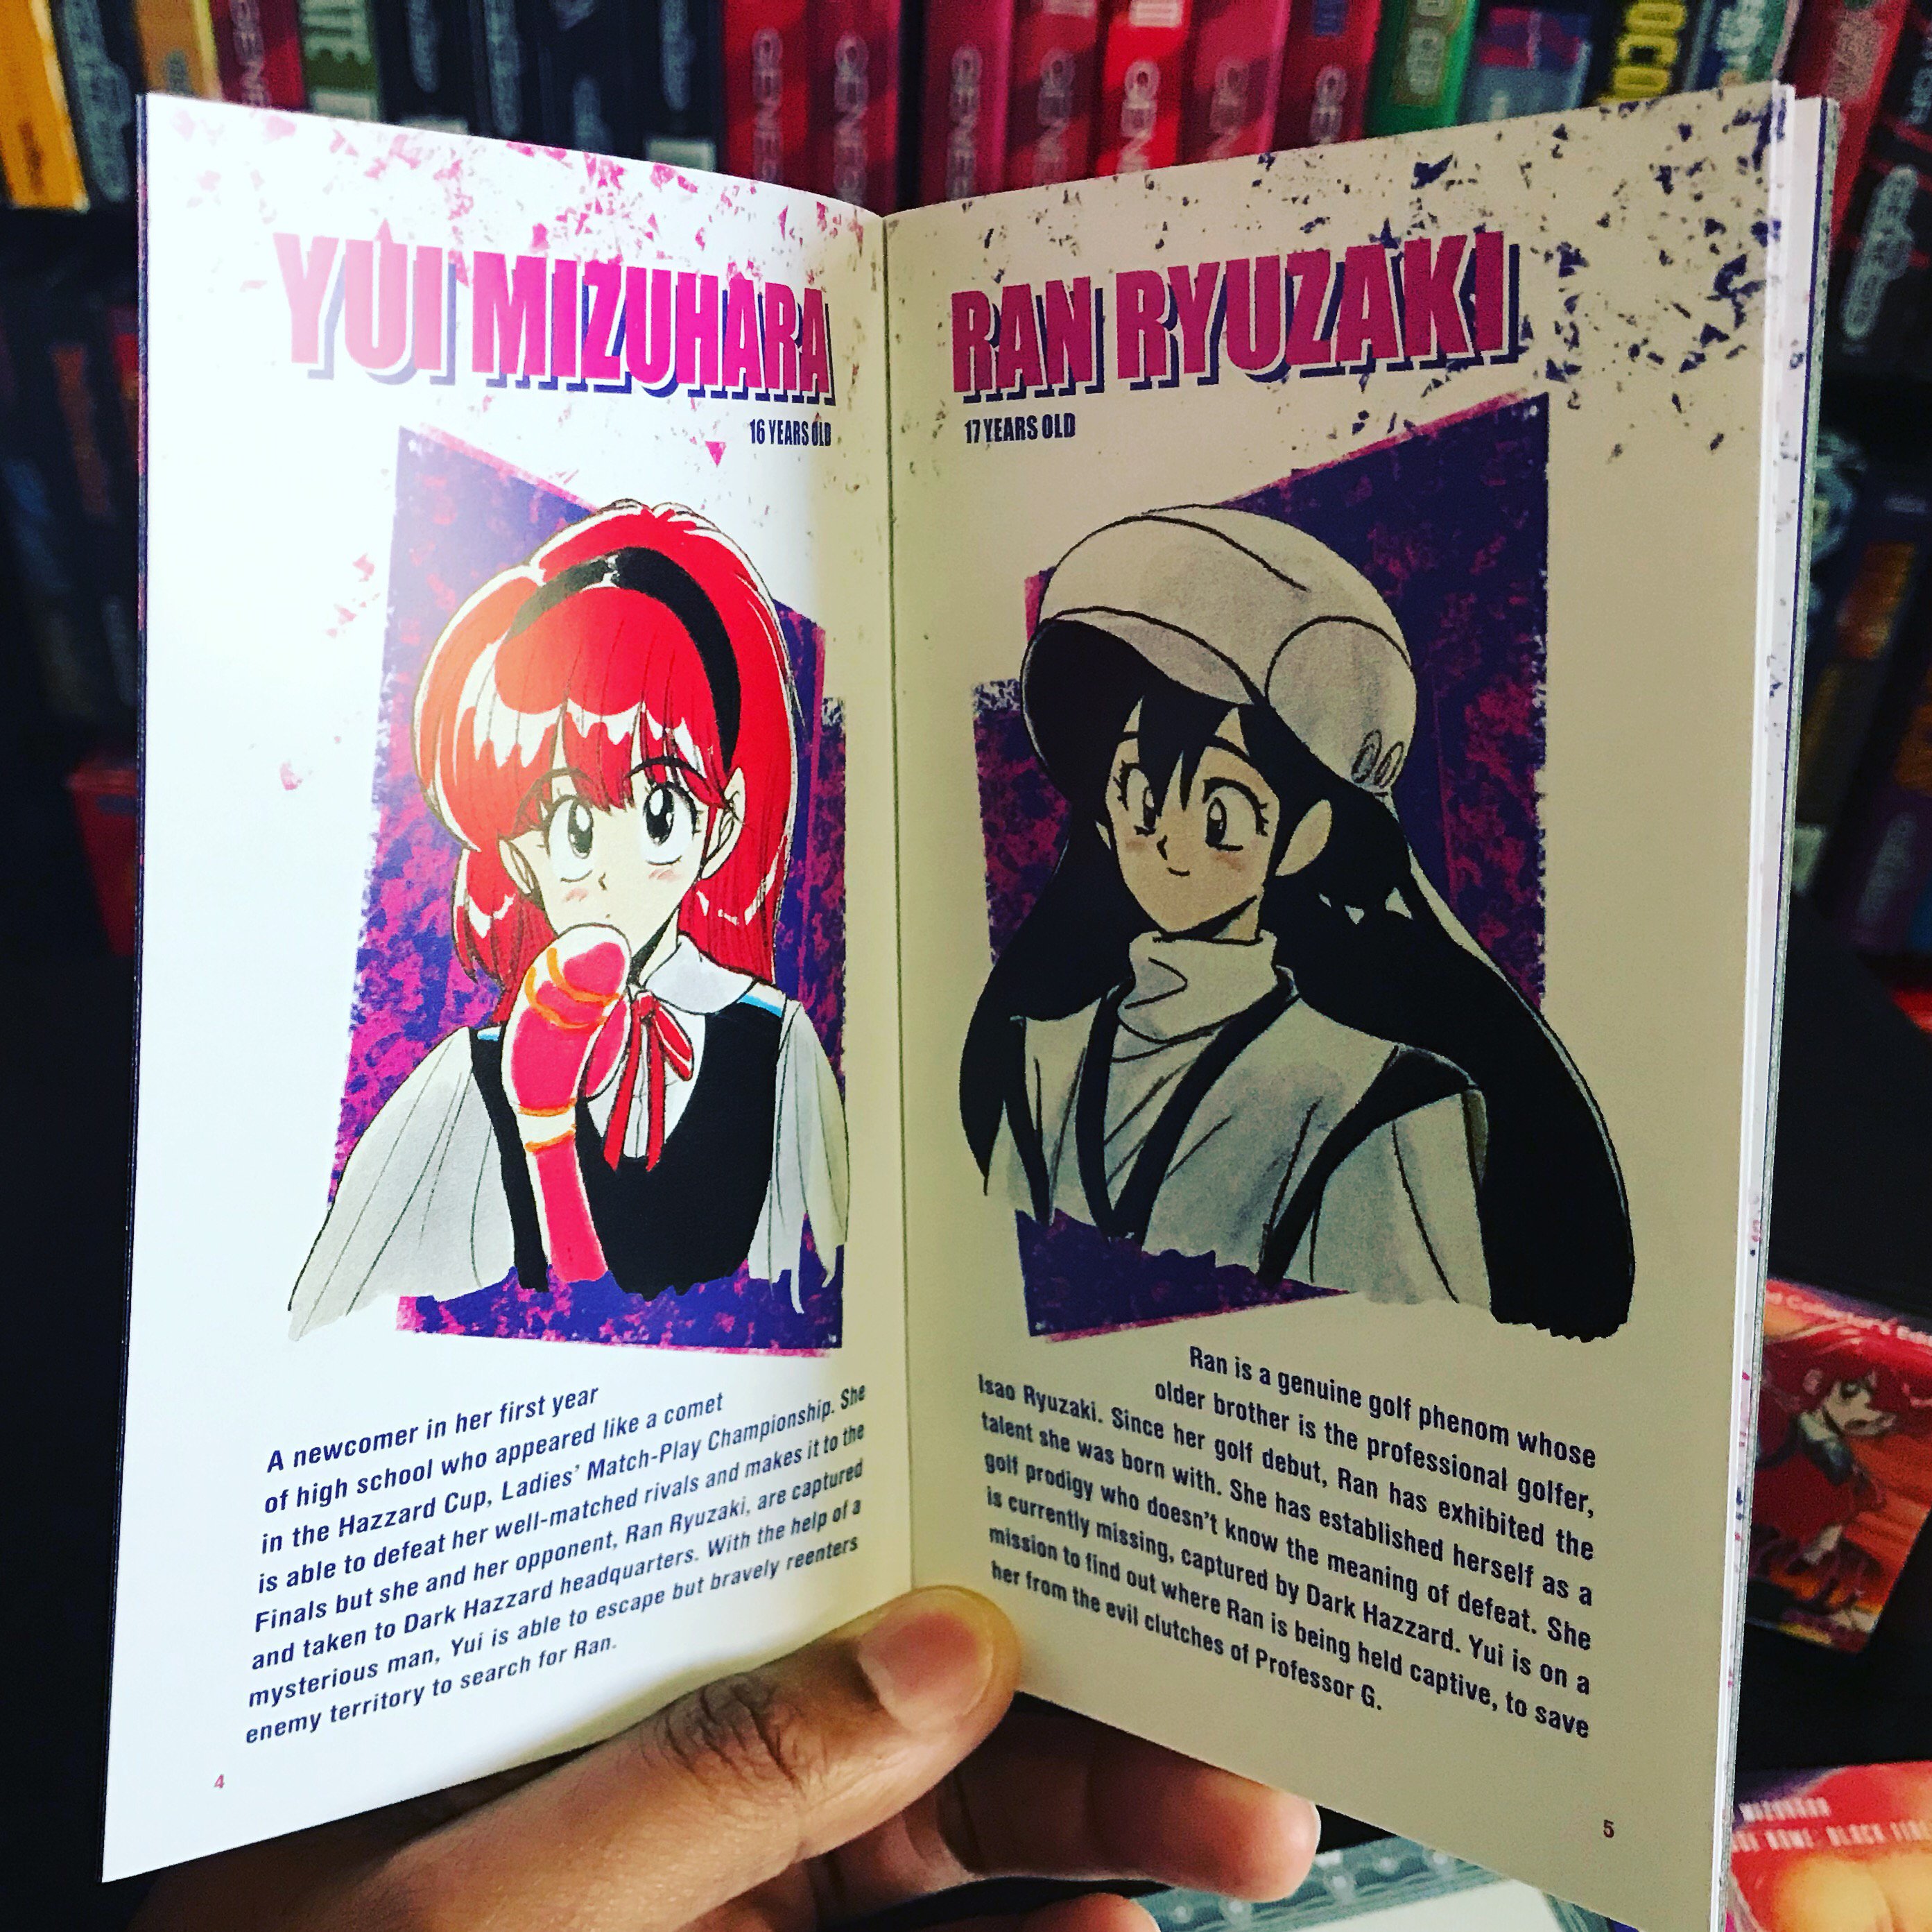 GENESIS
GENESIS
GENESIS
YUI MIZUHARA
16 YEARS OLD
A newcomer in her first year
of high school who appeared like a comet
in the Hazzard Cup, Ladies' Match-Play Championship. She
is able to defeat her well-matched rivals and makes it to the
Finals but she and her opponent, Ran Ryuzaki, are captured
and taken to Dark Hazzard headquarters. With the help of a
mysterious man, Yui is able to escape but bravely reenters
enemy territory to search for Ran.
4
RAN RYUZAKI
17 YEARS OLD
Ran is a genuine golf phenom whose
older brother is the professional golfer,
Isao Ryuzaki. Since her golf debut, Ran has exhibited the
talent she was born with. She has established herself as a
golf prodigy who doesn't know the meaning of defeat. She
is currently missing, captured by Dark Hazzard. Yui is on a
mission to find out where Ran is being held captive, to save
her from the evil clutches of Professor G.
5